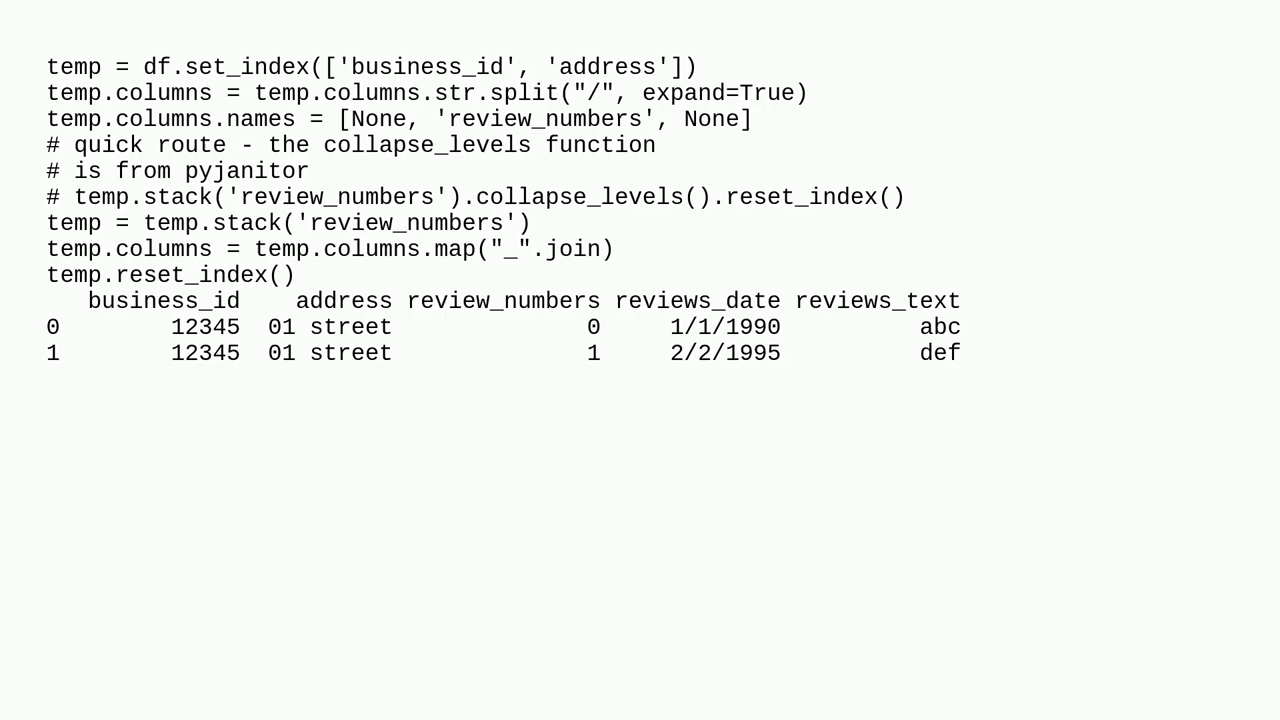 temp = df.set_index(['business_id', 'address'])
temp.columns = temp.columns.str.split("/", expand=True)
temp.columns.names = [None, 'review_numbers', None]
# quick route - the collapse_levels function
# is from pyjanitor
# temp.stack('review_numbers').collapse_levels().reset_index()
temp = temp.stack('review_numbers')
temp.columns = temp.columns.map("_".join)
temp.reset_index()
   business_id    address review_numbers reviews_date reviews_text
0        12345  01 street              0     1/1/1990          abc
1        12345  01 street              1     2/2/1995          def